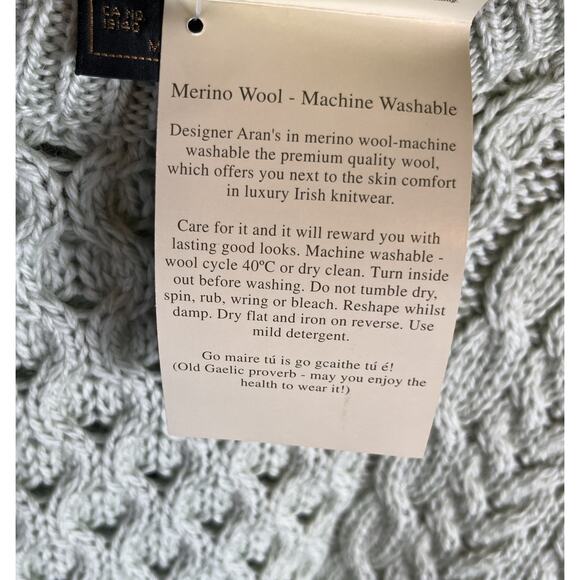 CA NO.
18140
M
Merino Wool - Machine Washable
Designer Aran's in merino wool-machine
washable the premium quality wool,
which offers you next to the skin comfort
in luxury Irish knitwear.
Care for it and it will reward you with
lasting good looks. Machine washable -
wool cycle 40ºC or dry clean. Turn inside
out before washing. Do not tumble dry,
spin, rub, wring or bleach. Reshape whilst
damp. Dry flat and iron on reverse. Use
mild detergent.
Go maire tú is go gcaithe tú é!
(Old Gaelic proverb - may you enjoy the
health to wear it!)